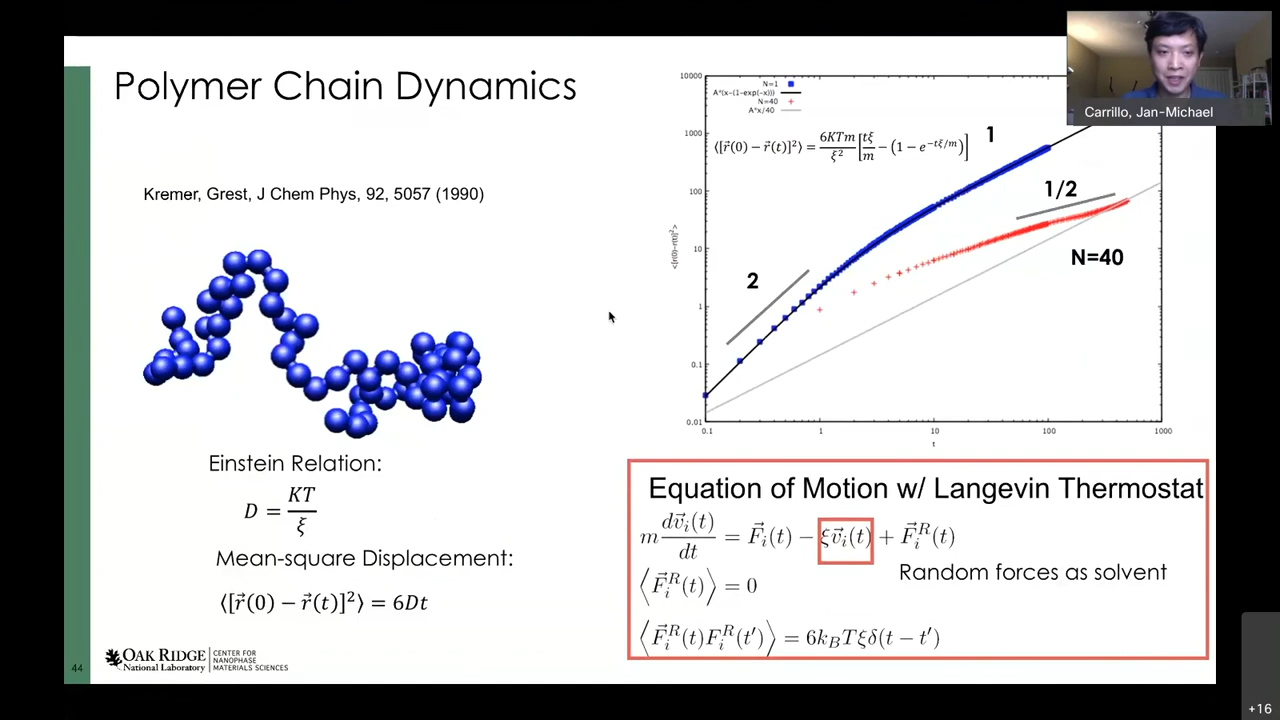 Polymer Chain Dynamics
Kremer, Grest, J Chem Phys, 92, 5057 (1990)
Einstein Relation:
D = KT/ξ
Mean-square Displacement:
⟨[r⃗(0) − r⃗(t)]²⟩ = 6Dt
OAK RIDGE
National Laboratory
CENTER FOR
NANOPHASE
MATERIALS SCIENCES
44
Carrillo, Jan-Michael
N=1
A*(x-(1-exp(-x)))
N=40
A*x/40
⟨[r⃗(0) − r⃗(t)]²⟩ = 6KTm/ξ² [tξ/m − (1 − e^{−tξ/m})]
1
1/2
N=40
2
10000
1000
100
10
1
0.1
0.01
<[r(0)-r(t)]²>
0.1 1 10 100 1000
t
Equation of Motion w/ Langevin Thermostat
m dv⃗ᵢ(t)/dt = F⃗ᵢ(t) − ξv⃗ᵢ(t) + F⃗ᵢᴿ(t)
Random forces as solvent
⟨F⃗ᵢᴿ(t)⟩ = 0
⟨F⃗ᵢᴿ(t)Fᵢᴿ(t′)⟩ = 6k_BTξδ(t − t′)
+16